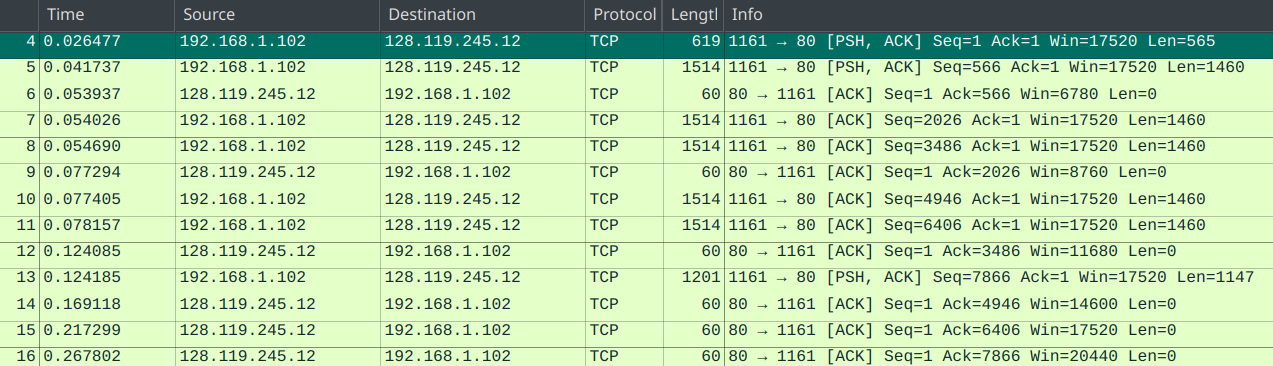 Time Source Destination Protocol Length Info
4 0.026477 192.168.1.102 128.119.245.12 TCP 619 1161 → 80 [PSH, ACK] Seq=1 Ack=1 Win=17520 Len=565
5 0.041737 192.168.1.102 128.119.245.12 TCP 1514 1161 → 80 [PSH, ACK] Seq=566 Ack=1 Win=17520 Len=1460
6 0.053937 128.119.245.12 192.168.1.102 TCP 60 80 → 1161 [ACK] Seq=1 Ack=566 Win=6780 Len=0
7 0.054026 192.168.1.102 128.119.245.12 TCP 1514 1161 → 80 [ACK] Seq=2026 Ack=1 Win=17520 Len=1460
8 0.054690 192.168.1.102 128.119.245.12 TCP 1514 1161 → 80 [ACK] Seq=3486 Ack=1 Win=17520 Len=1460
9 0.077294 128.119.245.12 192.168.1.102 TCP 60 80 → 1161 [ACK] Seq=1 Ack=2026 Win=8760 Len=0
10 0.077405 192.168.1.102 128.119.245.12 TCP 1514 1161 → 80 [ACK] Seq=4946 Ack=1 Win=17520 Len=1460
11 0.078157 192.168.1.102 128.119.245.12 TCP 1514 1161 → 80 [ACK] Seq=6406 Ack=1 Win=17520 Len=1460
12 0.124085 128.119.245.12 192.168.1.102 TCP 60 80 → 1161 [ACK] Seq=1 Ack=3486 Win=11680 Len=0
13 0.124185 192.168.1.102 128.119.245.12 TCP 1201 1161 → 80 [PSH, ACK] Seq=7866 Ack=1 Win=17520 Len=1147
14 0.169118 128.119.245.12 192.168.1.102 TCP 60 80 → 1161 [ACK] Seq=1 Ack=4946 Win=14600 Len=0
15 0.217299 128.119.245.12 192.168.1.102 TCP 60 80 → 1161 [ACK] Seq=1 Ack=6406 Win=17520 Len=0
16 0.267802 128.119.245.12 192.168.1.102 TCP 60 80 → 1161 [ACK] Seq=1 Ack=7866 Win=20440 Len=0